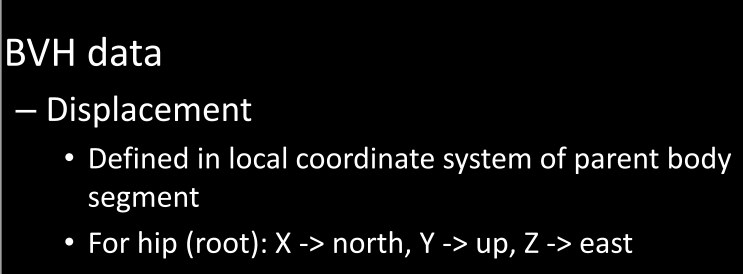 BVH data
– Displacement
• Defined in local coordinate system of parent body
segment
• For hip (root): X -> north, Y -> up, Z -> east